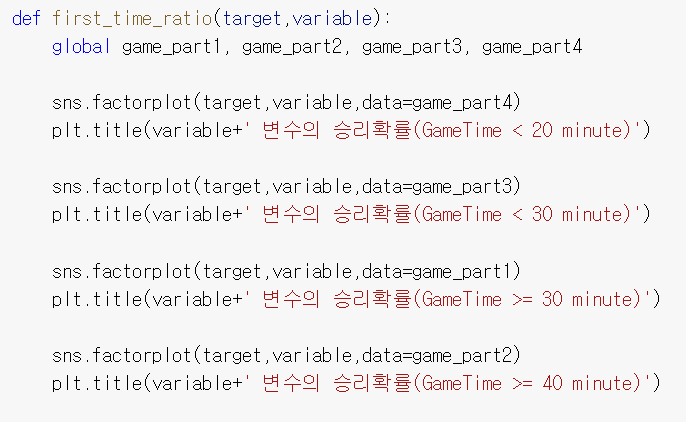 def first_time_ratio(target,variable):
    global game_part1, game_part2, game_part3, game_part4

    sns.factorplot(target,variable,data=game_part4)
    plt.title(variable+' 변수의 승리확률(GameTime < 20 minute)')

    sns.factorplot(target,variable,data=game_part3)
    plt.title(variable+' 변수의 승리확률(GameTime < 30 minute)')

    sns.factorplot(target,variable,data=game_part1)
    plt.title(variable+' 변수의 승리확률(GameTime >= 30 minute)')

    sns.factorplot(target,variable,data=game_part2)
    plt.title(variable+' 변수의 승리확률(GameTime >= 40 minute)')